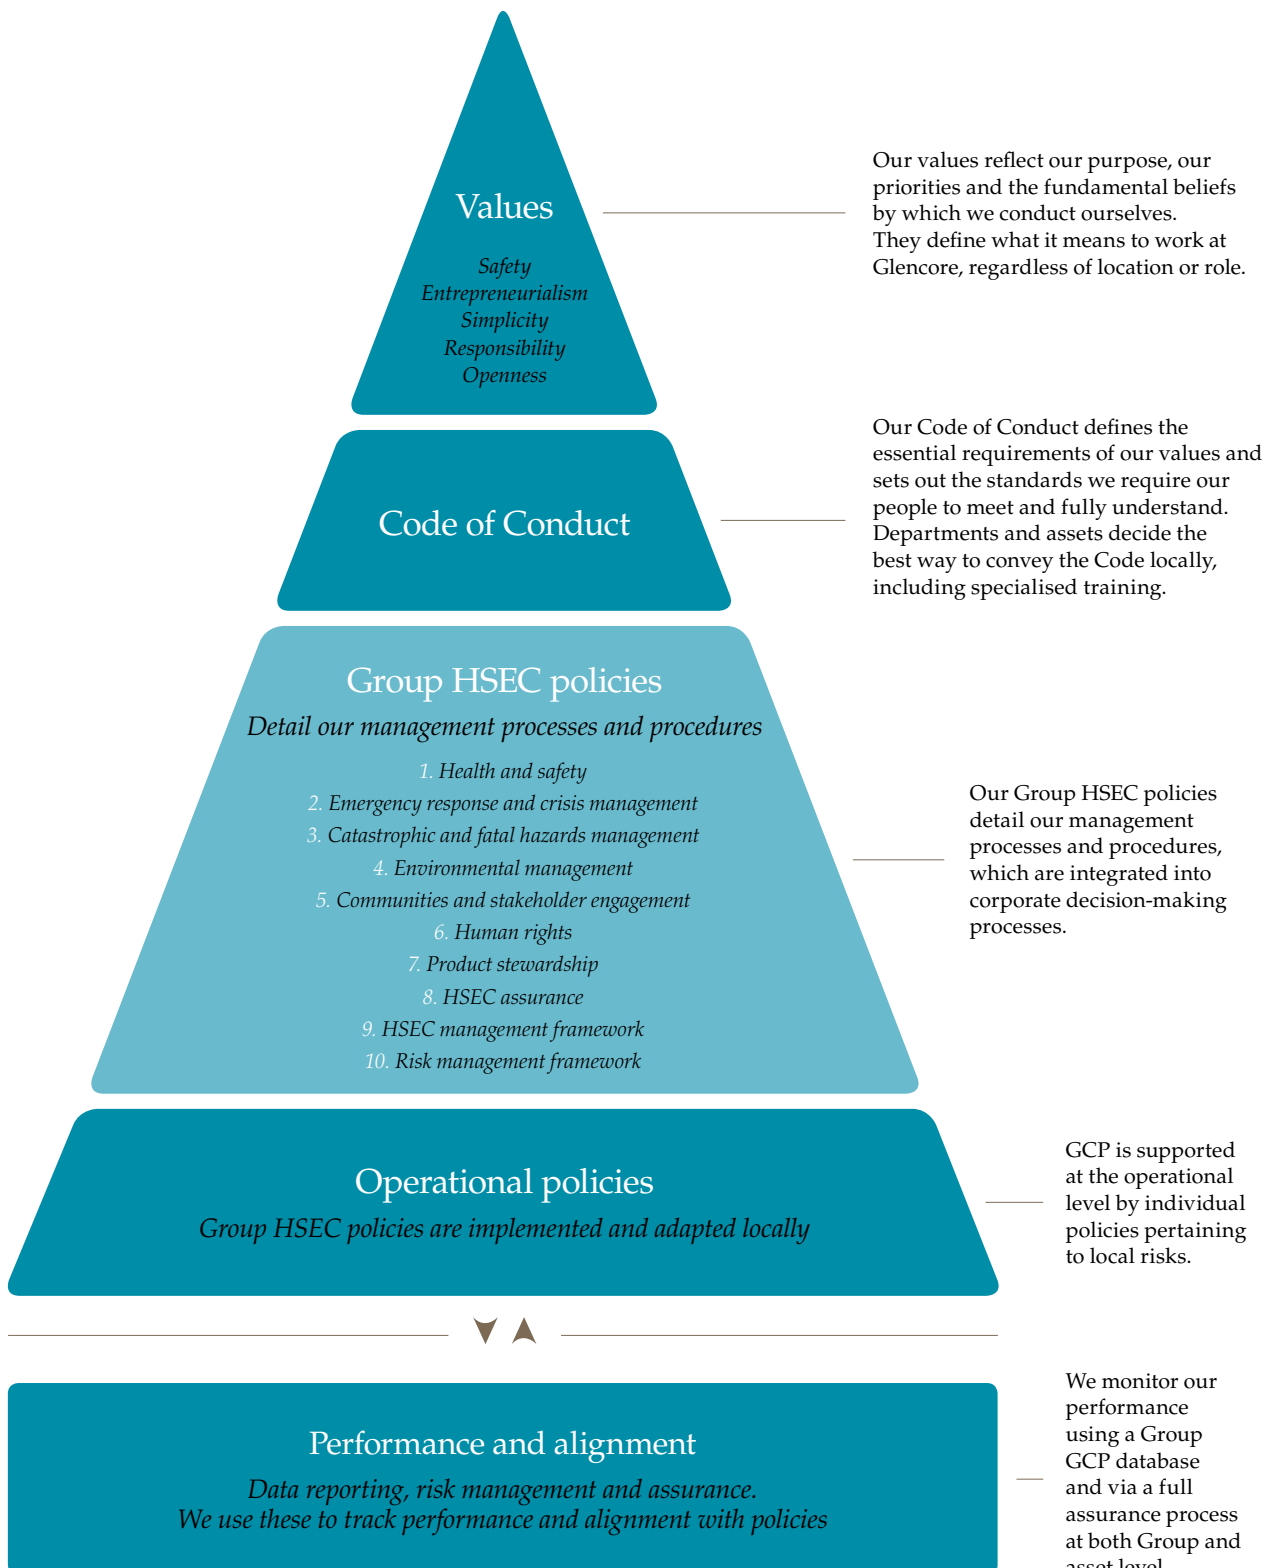 Values
Safety
Entrepreneurialism
Simplicity
Responsibility
Openness
Our values reflect our purpose, our
priorities and the fundamental beliefs
by which we conduct ourselves.
They define what it means to work at
Glencore, regardless of location or role.
Code of Conduct
Our Code of Conduct defines the
essential requirements of our values and
sets out the standards we require our
people to meet and fully understand.
Departments and assets decide the
best way to convey the Code locally,
including specialised training.
Group HSEC policies
Detail our management processes and procedures
1. Health and safety
2. Emergency response and crisis management
3. Catastrophic and fatal hazards management
4. Environmental management
5. Communities and stakeholder engagement
6. Human rights
7. Product stewardship
8. HSEC assurance
9. HSEC management framework
10. Risk management framework
Our Group HSEC policies
detail our management
processes and procedures,
which are integrated into
corporate decision-making
processes.
Operational policies
Group HSEC policies are implemented and adapted locally
GCP is supported
at the operational
level by individual
policies pertaining
to local risks.
Performance and alignment
Data reporting, risk management and assurance.
We use these to track performance and alignment with policies
We monitor our
performance
using a Group
GCP database
and via a full
assurance process
at both Group and
asset level